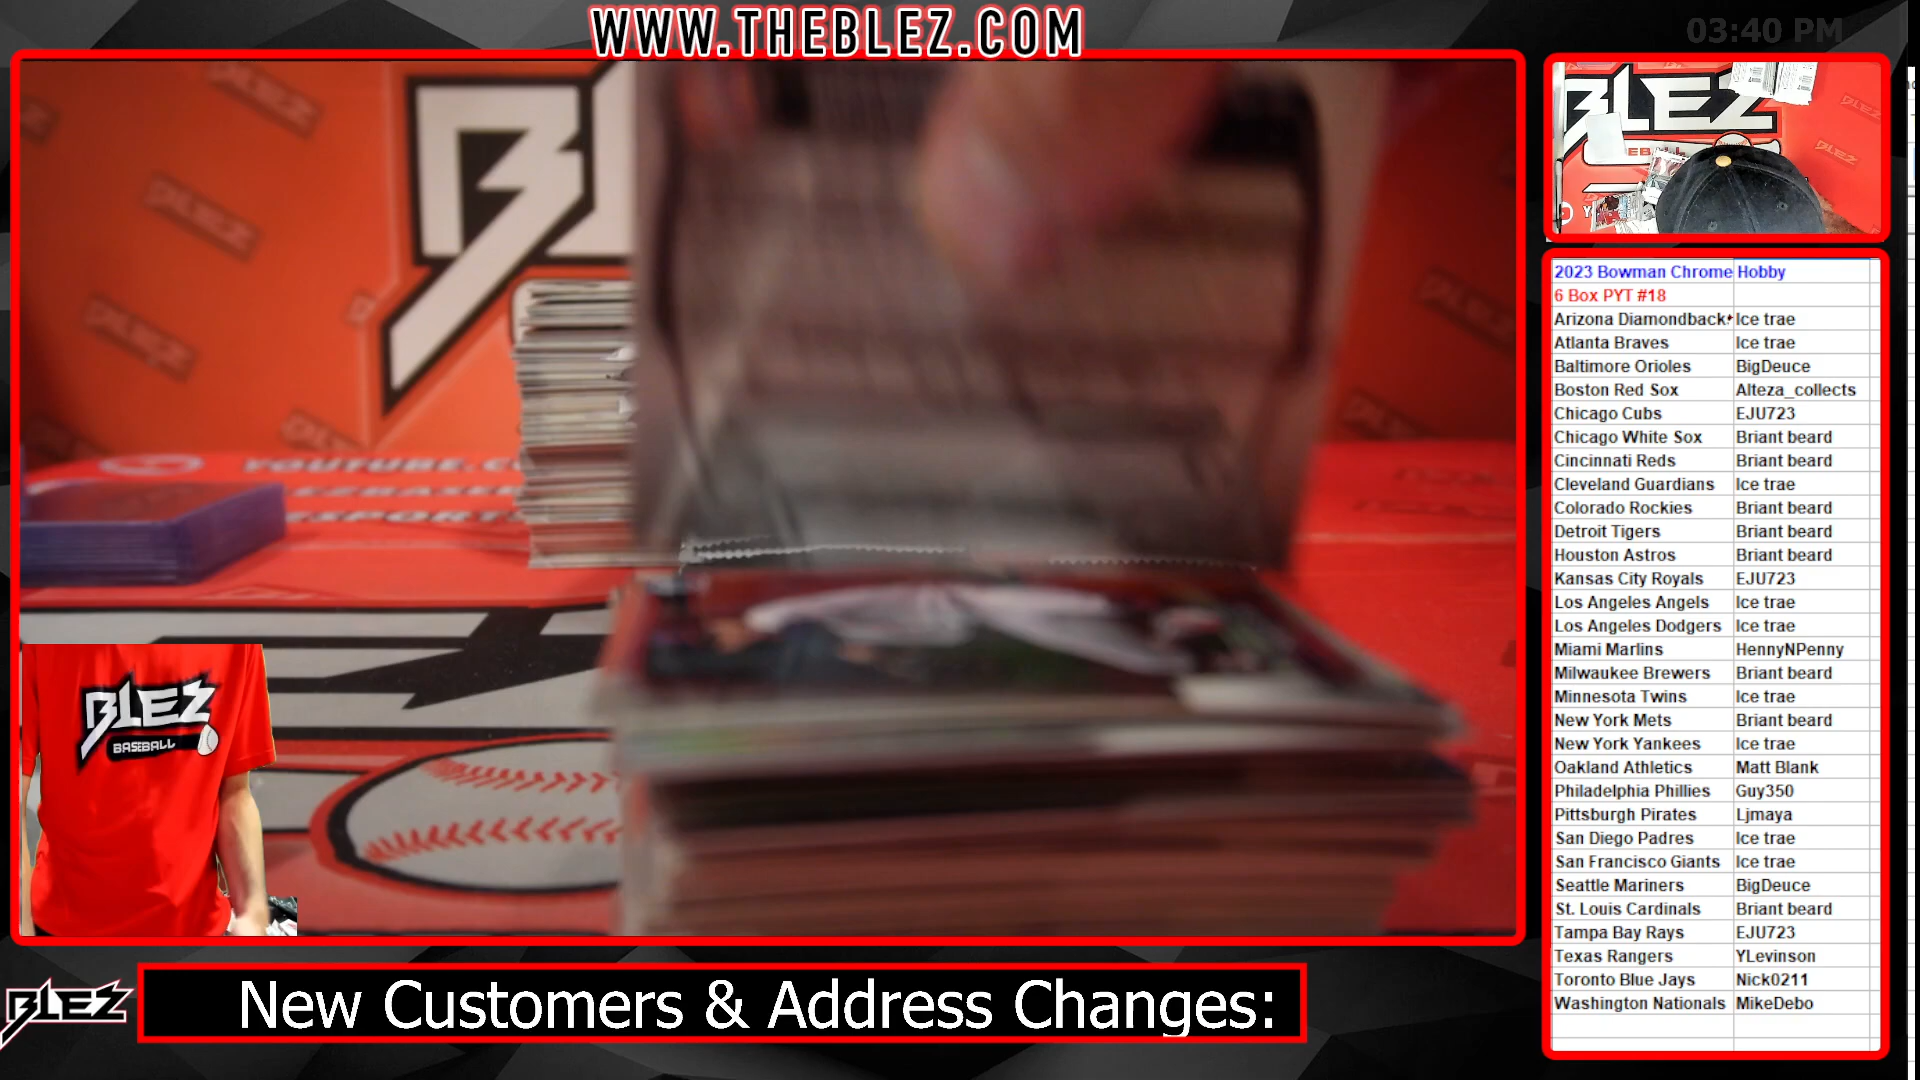 WWW.THEBLEZ.COM
03:40 PM
BLEZ
BLEZ
YOUTUBE.C
BLEZ
BASEBALL
2023 Bowman Chrome Hobby
6 Box PYT #18
Arizona Diamondback Ice trae
Atlanta Braves Ice trae
Baltimore Orioles BigDeuce
Boston Red Sox Alteza_collects
Chicago Cubs EJU723
Chicago White Sox Briant beard
Cincinnati Reds Briant beard
Cleveland Guardians Ice trae
Colorado Rockies Briant beard
Detroit Tigers Briant beard
Houston Astros Briant beard
Kansas City Royals EJU723
Los Angeles Angels Ice trae
Los Angeles Dodgers Ice trae
Miami Marlins HennyNPenny
Milwaukee Brewers Briant beard
Minnesota Twins Ice trae
New York Mets Briant beard
New York Yankees Ice trae
Oakland Athletics Matt Blank
Philadelphia Phillies Guy350
Pittsburgh Pirates Ljmaya
San Diego Padres Ice trae
San Francisco Giants Ice trae
Seattle Mariners BigDeuce
St. Louis Cardinals Briant beard
Tampa Bay Rays EJU723
Texas Rangers YLevinson
Toronto Blue Jays Nick0211
Washington Nationals MikeDebo
BLEZ
New Customers & Address Changes: